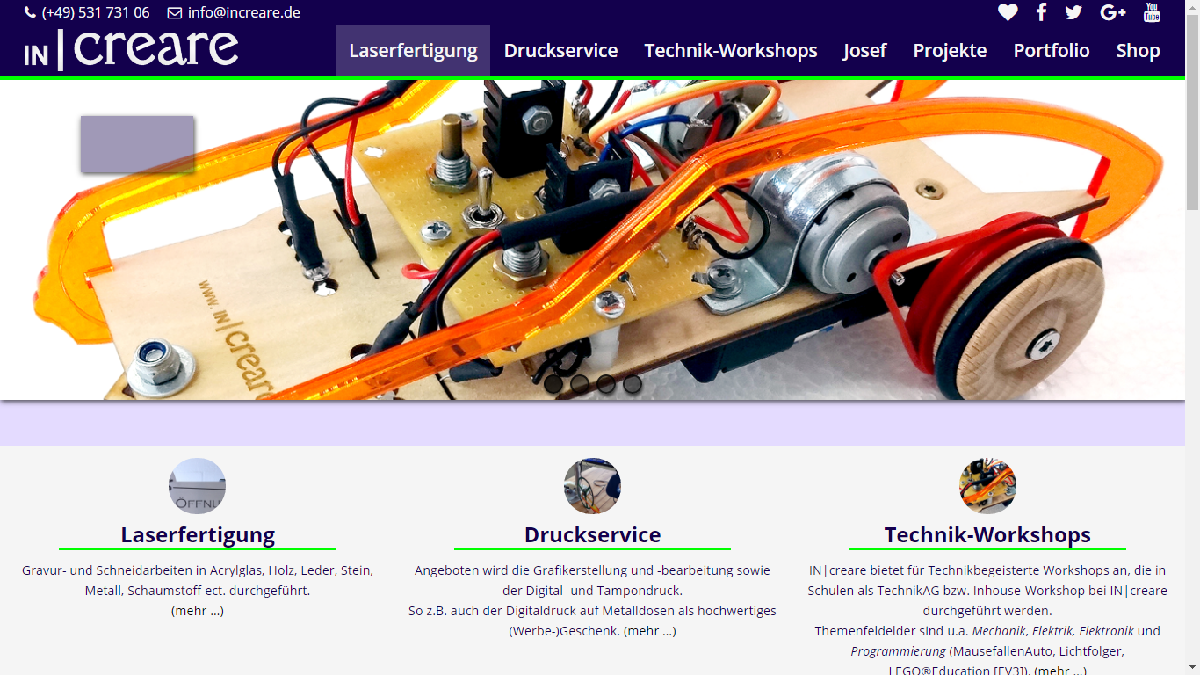 (+49) 531 731 06 info@increare.de
IN|creare
Laserfertigung Druckservice Technik-Workshops Josef Projekte Portfolio Shop
www.IN|creare
ÖFFNU
Laserfertigung
Gravur- und Schneidarbeiten in Acrylglas, Holz, Leder, Stein,
Metall, Schaumstoff ect. durchgeführt.
(mehr ...)
Druckservice
Angeboten wird die Grafikerstellung und -bearbeitung sowie
der Digital- und Tampondruck.
So z.B. auch der Digitaldruck auf Metalldosen als hochwertiges
(Werbe-)Geschenk. (mehr ...)
Technik-Workshops
IN|creare bietet für Technikbegeisterte Workshops an, die in
Schulen als TechnikAG bzw. Inhouse Workshop bei IN|creare
durchgeführt werden.
Themenfeldelder sind u.a. Mechanik, Elektrik, Elektronik und
Programmierung (MausefallenAuto, Lichtfolger,
LEGO®Education [EV3]). (mehr ...)